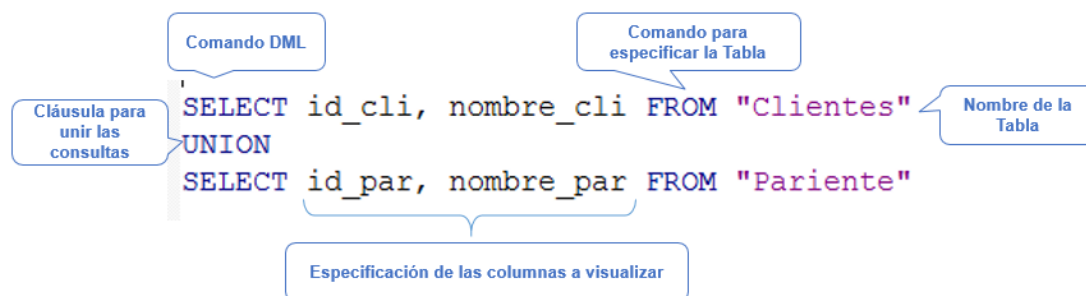 Comando DML
Comando para
especificar la Tabla
SELECT id_cli, nombre_cli FROM "Clientes"
Nombre de la
Tabla
Cláusula para
unir las
consultas
UNION
SELECT id_par, nombre_par FROM "Pariente"
Especificación de las columnas a visualizar